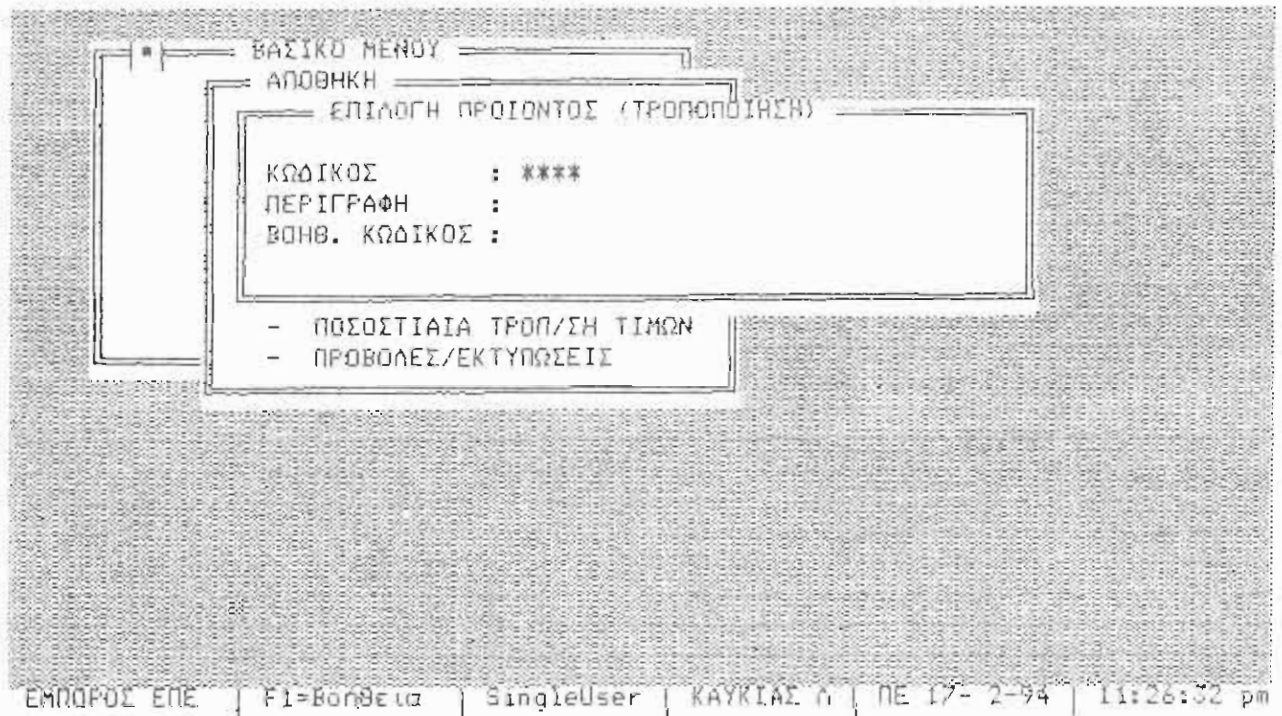 ΒΑΣΙΚΟ ΜΕΝΟΥ
ΑΠΟΘΗΚΗ
ΕΠΙΛΟΓΗ ΠΡΟΙΟΝΤΟΣ (ΤΡΟΠΟΠΟΙΗΣΗ)
ΚΩΔΙΚΟΣ : ****
ΠΕΡΙΓΡΑΦΗ :
ΒΟΗΘ. ΚΩΔΙΚΟΣ :
- ΠΟΣΟΣΤΙΑΙΑ ΤΡΟΠ/ΣΗ ΤΙΜΩΝ
- ΠΡΟΒΟΛΕΣ/ΕΚΤΥΠΩΣΕΙΣ
ΕΜΠΟΡΟΣ ΕΠΕ | F1=Βοήθεια | SingleUser | ΚΑΥΚΙΑΣ Λ | ΠΕ 17- 2-94 | 11:26:32 pm